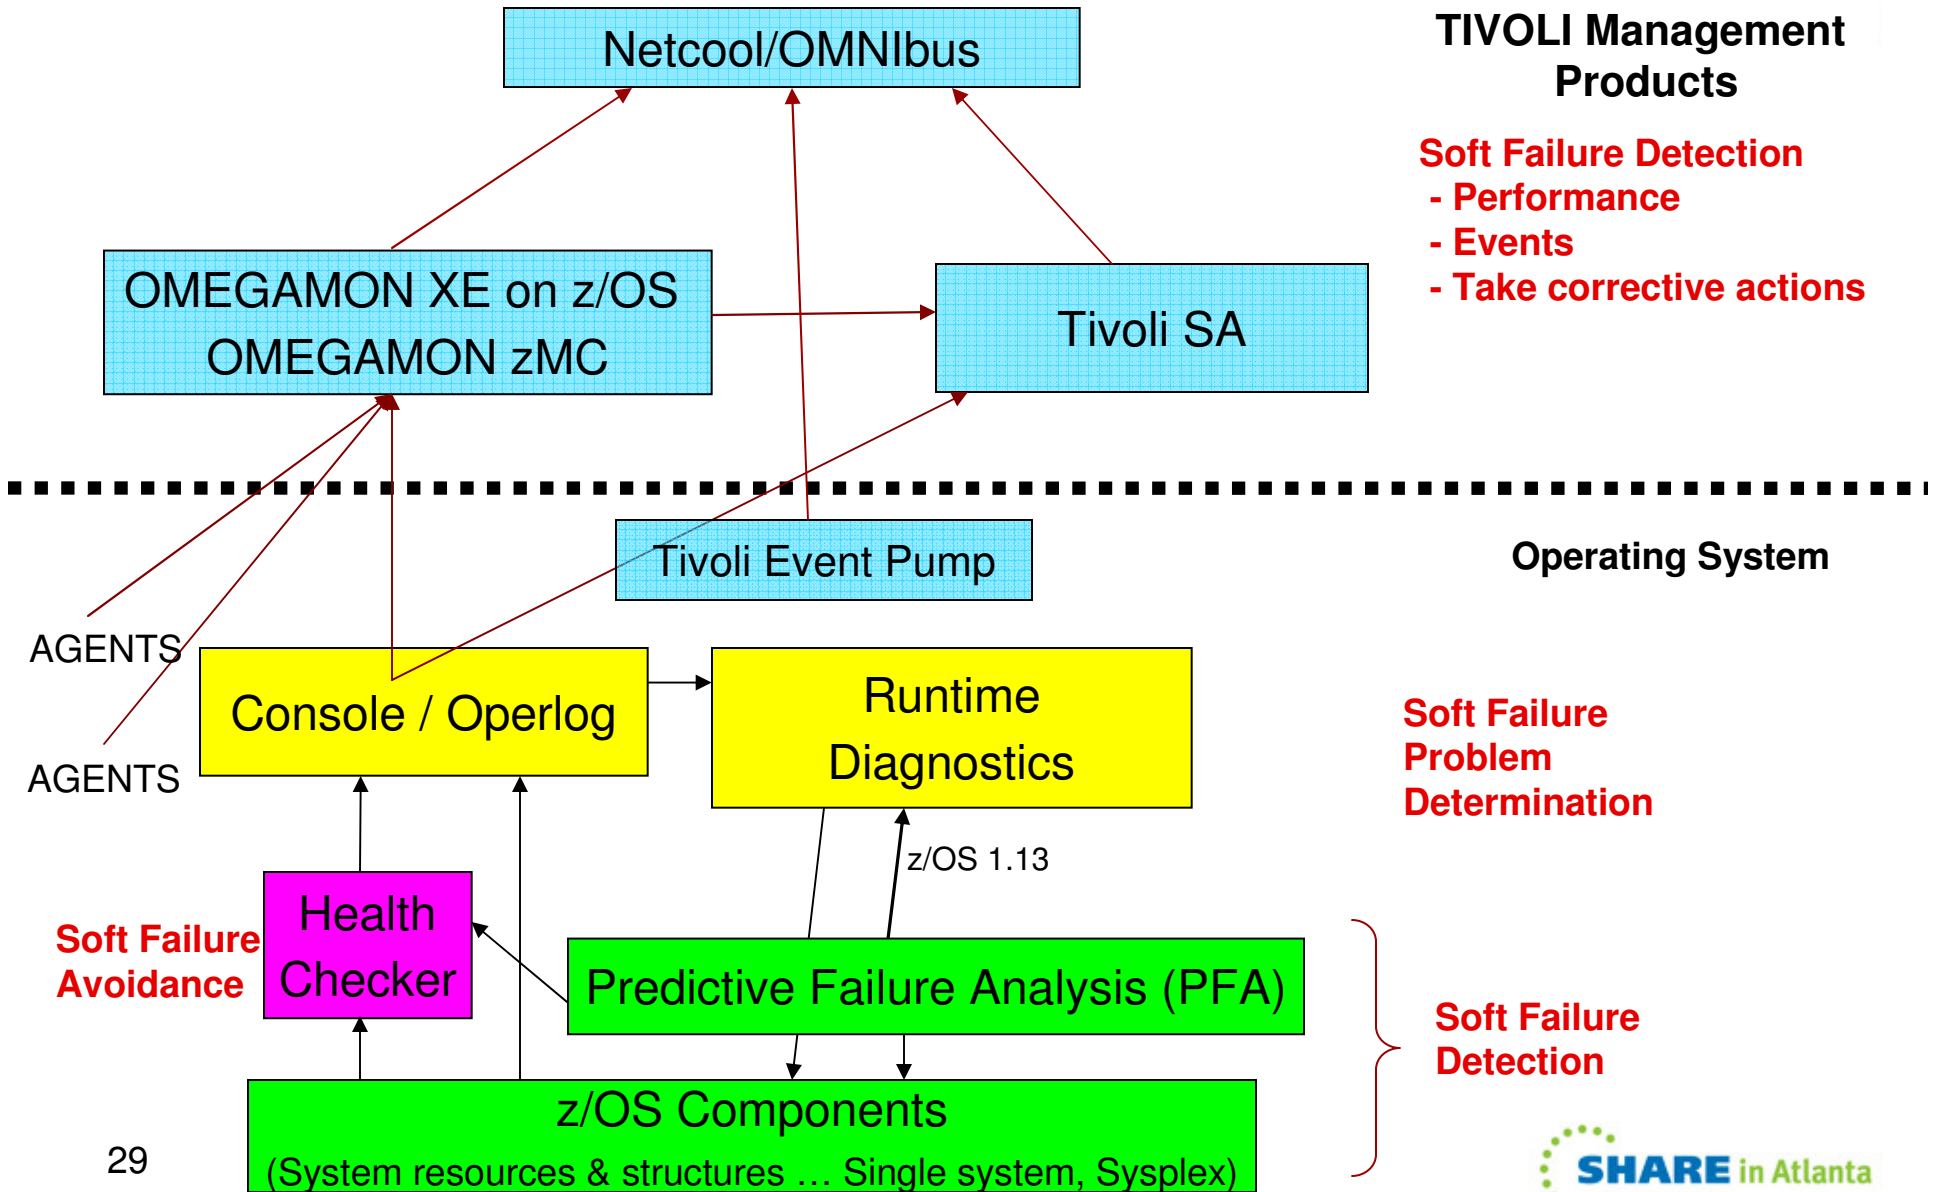 Netcool/OMNIbus
TIVOLI Management
Products
Soft Failure Detection
- Performance
- Events
- Take corrective actions
OMEGAMON XE on z/OS
OMEGAMON zMC
Tivoli SA
Tivoli Event Pump
Operating System
AGENTS
AGENTS
Console / Operlog
Runtime
Diagnostics
Soft Failure
Problem
Determination
z/OS 1.13
Health
Checker
Soft Failure
Avoidance
Predictive Failure Analysis (PFA)
Soft Failure
Detection
z/OS Components
(System resources & structures … Single system, Sysplex)
29
SHARE in Atlanta